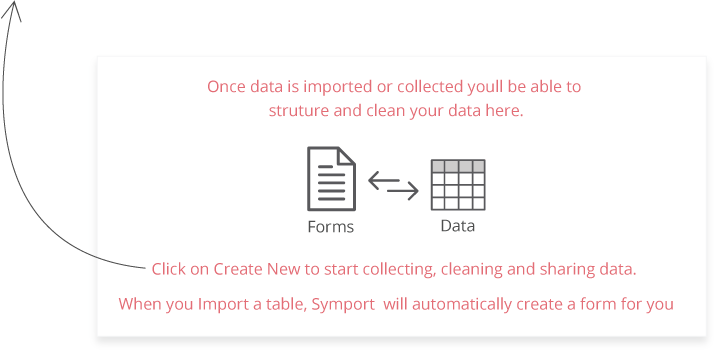 Once data is imported or collected youll be able to
struture and clean your data here.
Forms
Data
Click on Create New to start collecting, cleaning and sharing data.
When you Import a table, Symport will automatically create a form for you